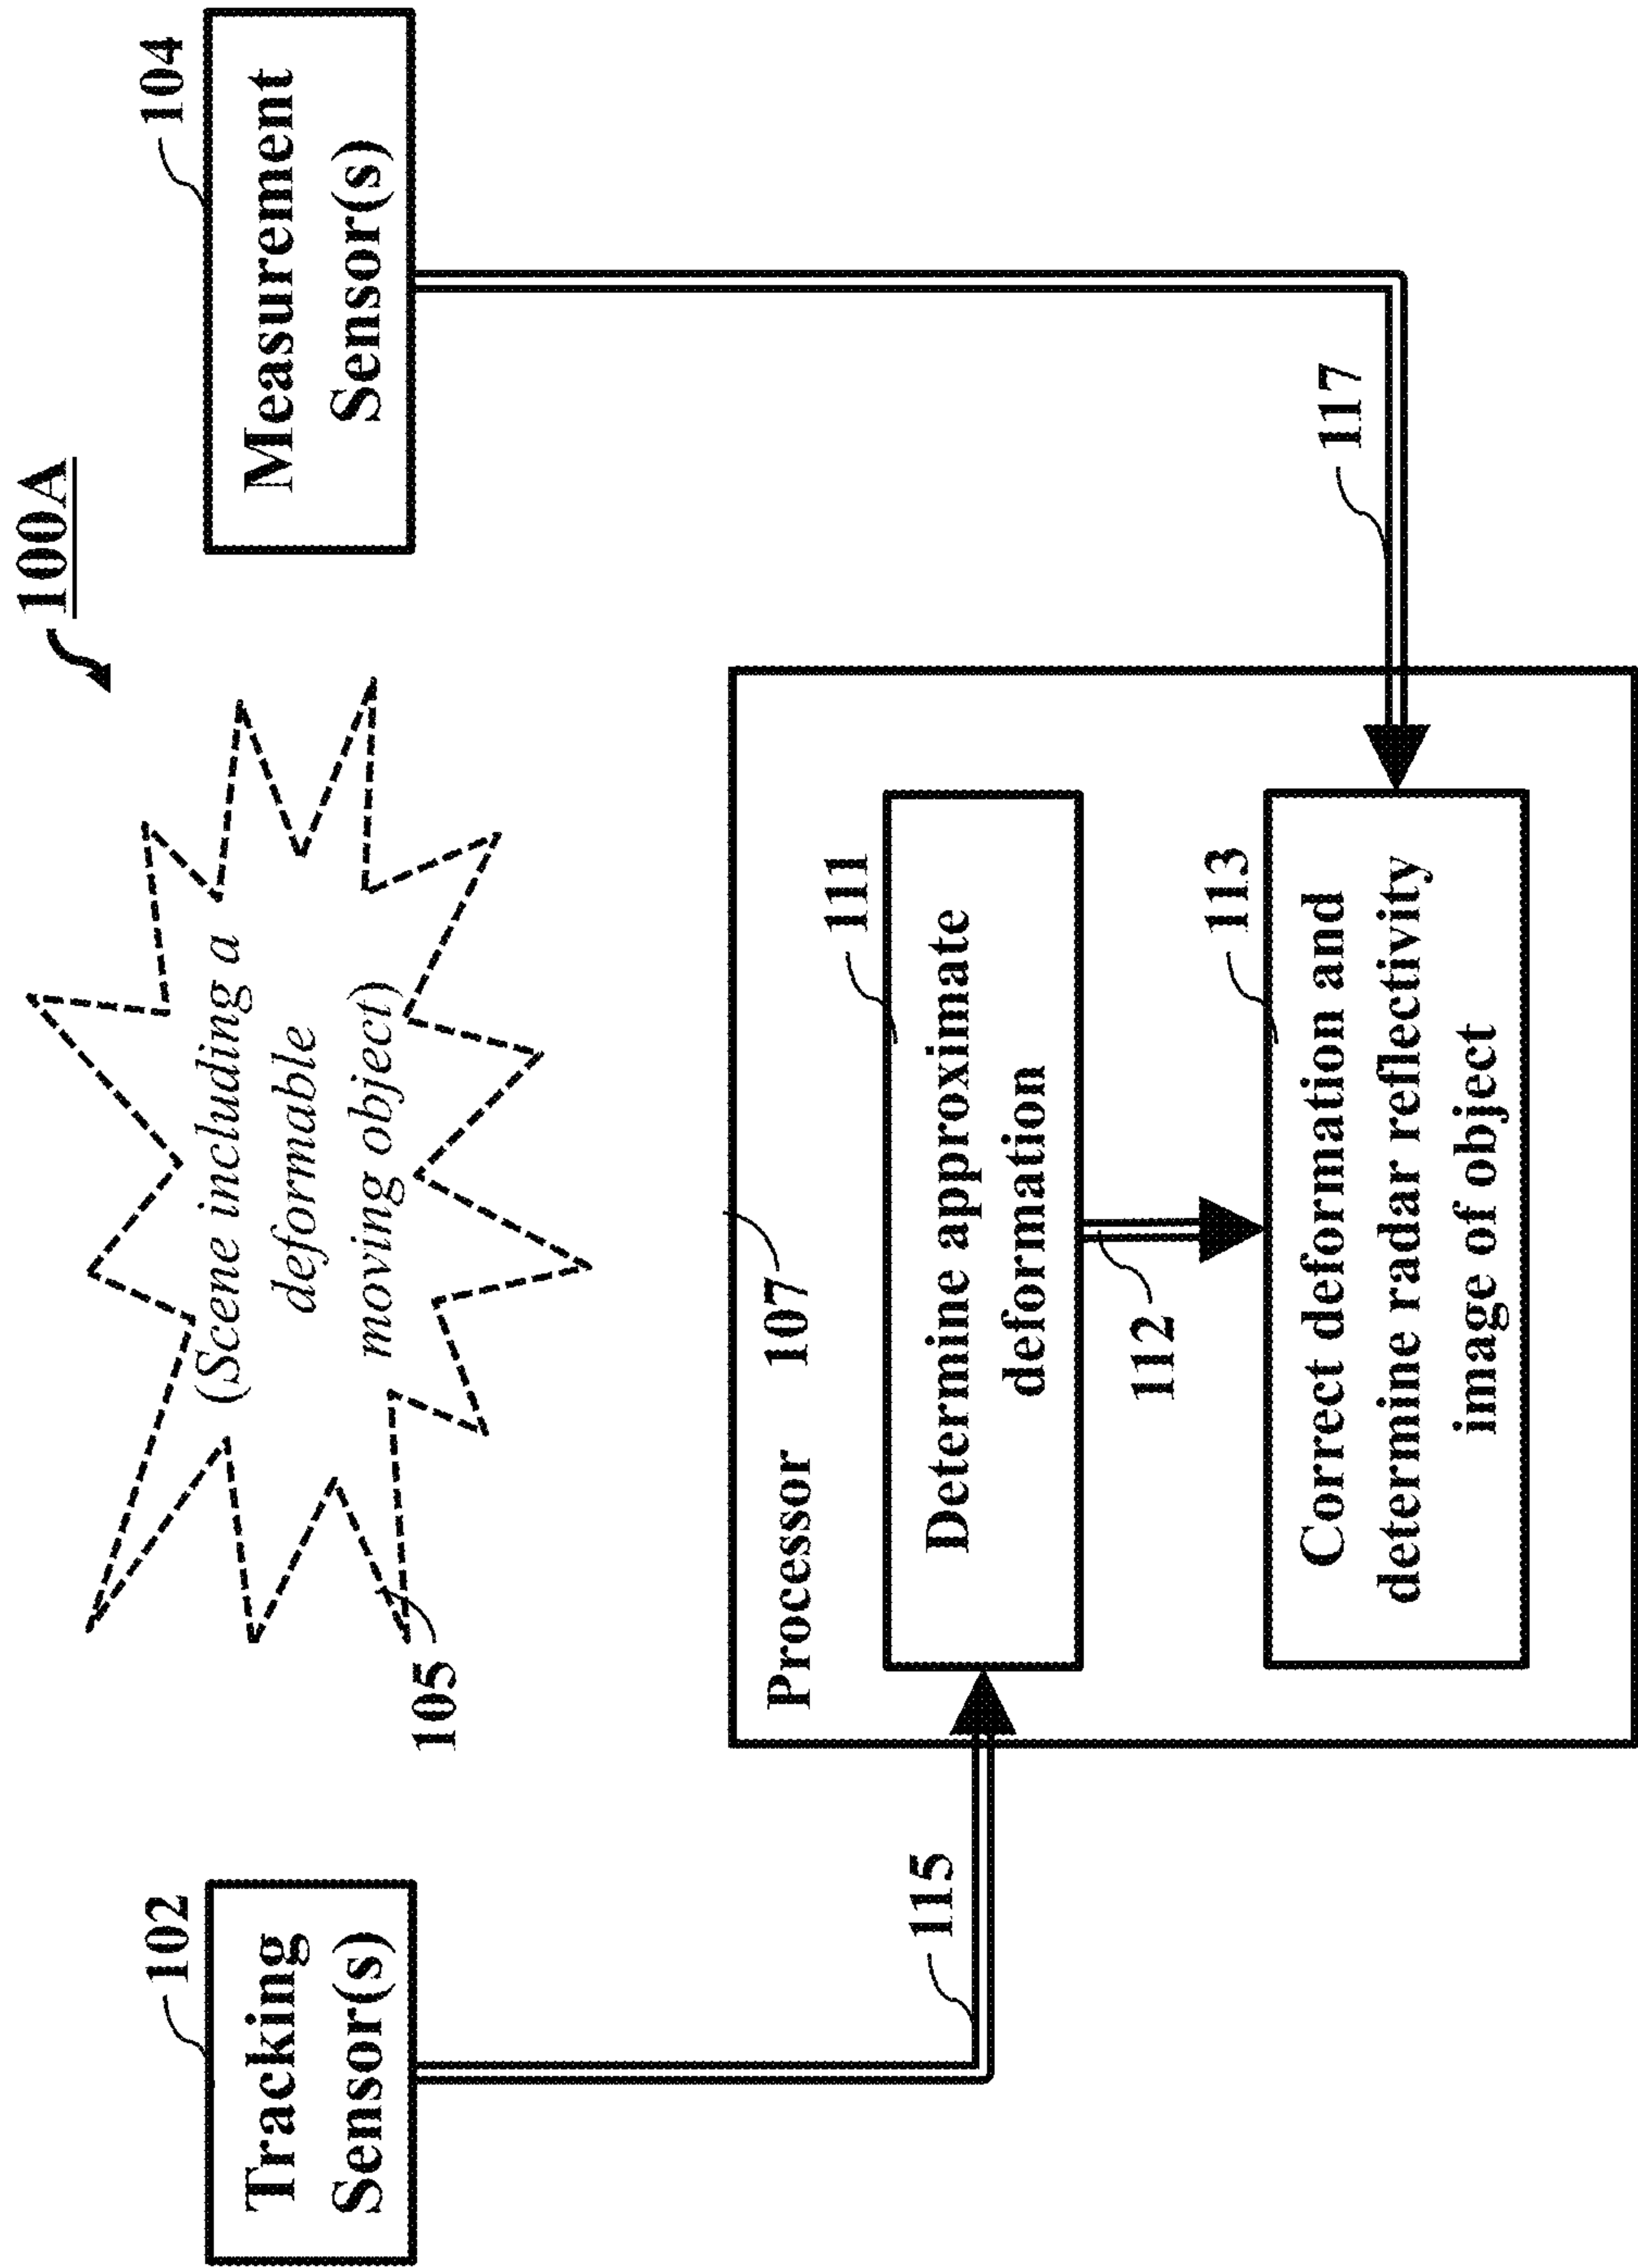 100A
102
Tracking
Sensor(s)
(Scene including a
deformable
moving object)
105
104
Measurement
Sensor(s)
Processor 107
111
Determine approximate
deformation
112
115
113
Correct deformation and
determine radar reflectivity
image of object
117